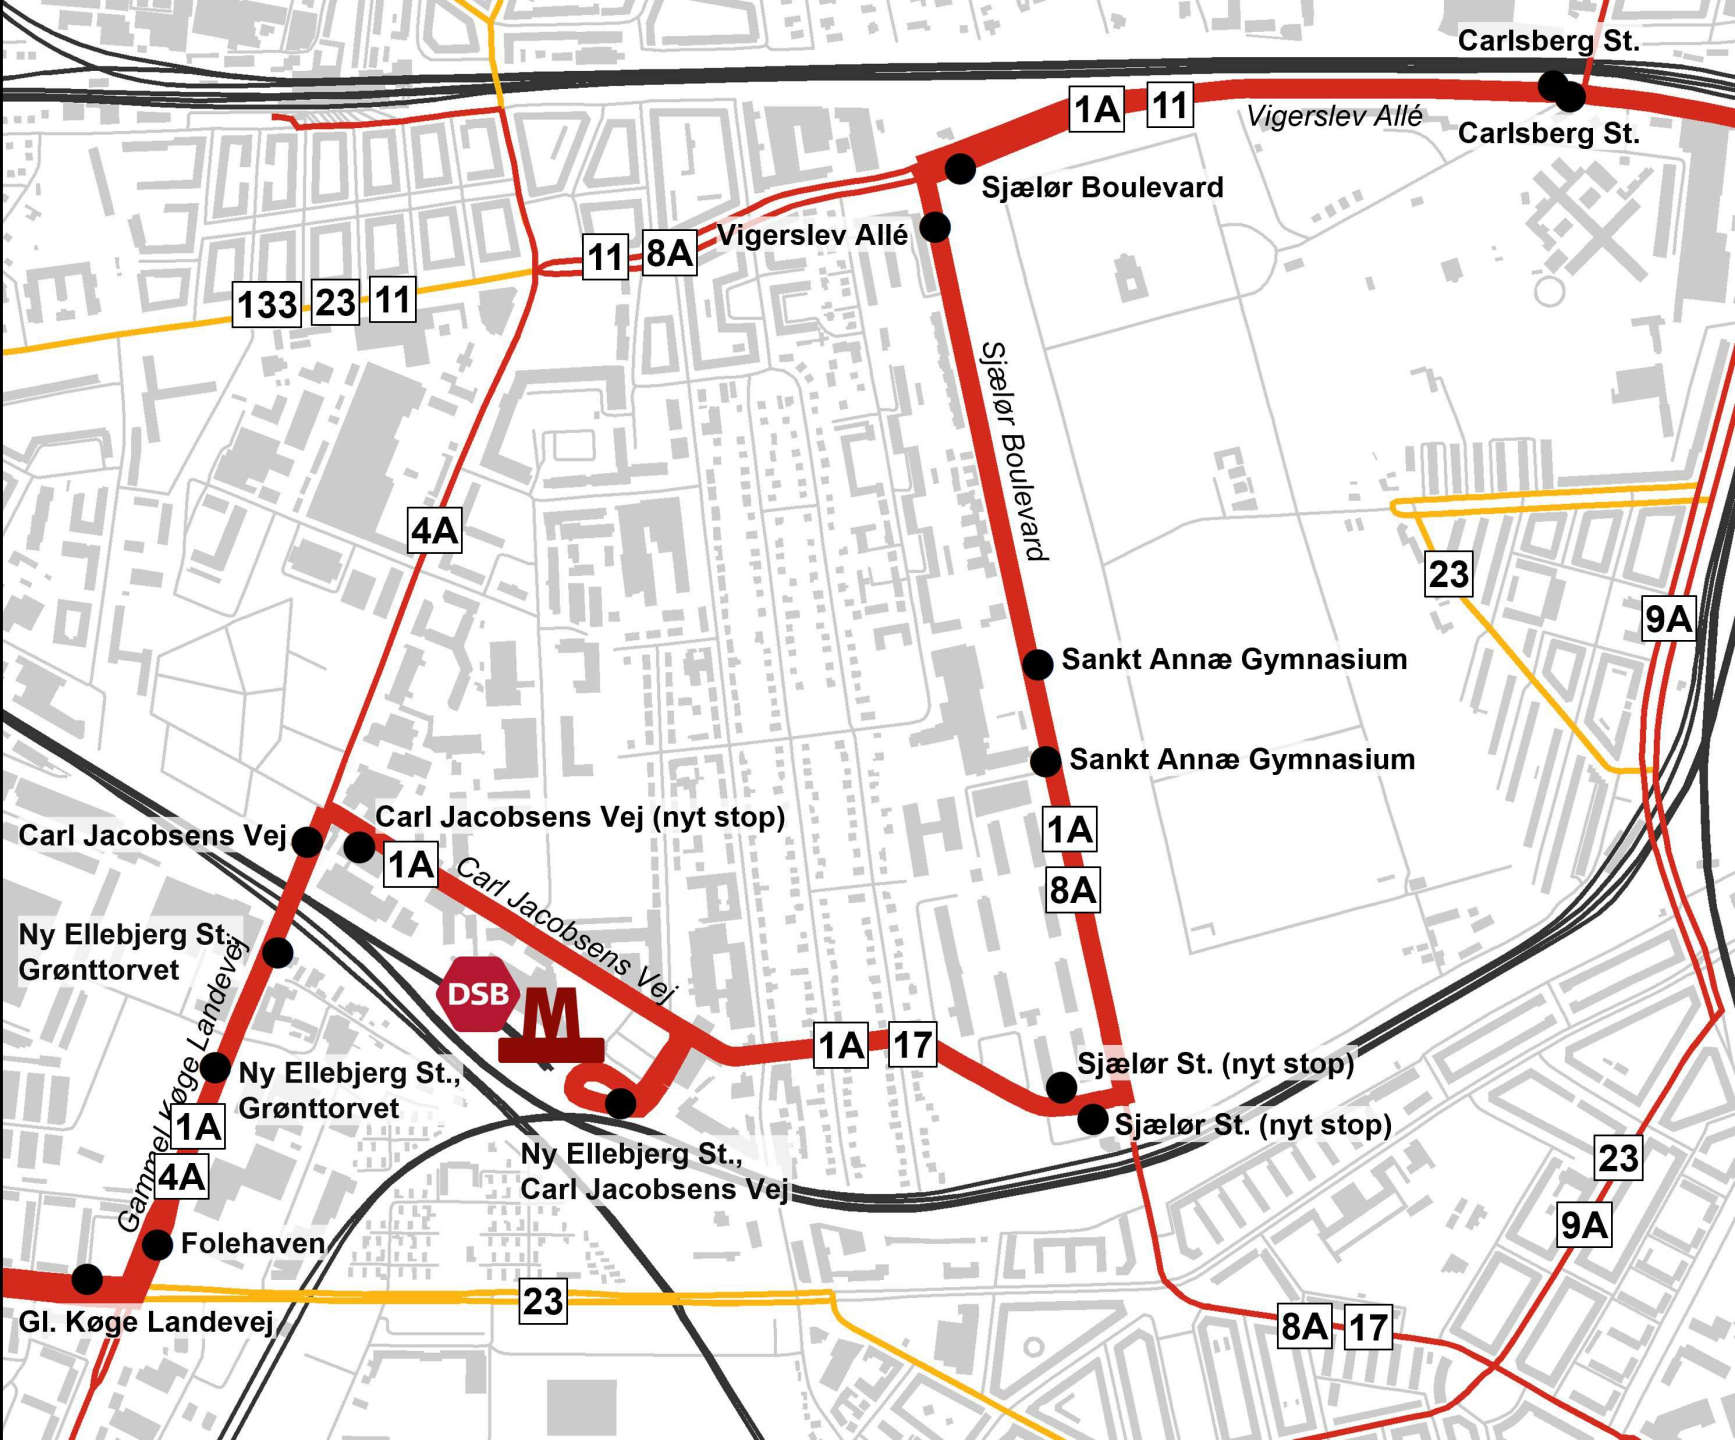 Carlsberg St.
1A
11
Vigerslev Allé
Carlsberg St.
Sjælør Boulevard
Vigerslev Allé
11
8A
133
23
11
Sjælør Boulevard
4A
23
9A
Sankt Annæ Gymnasium
Sankt Annæ Gymnasium
1A
8A
Carl Jacobsens Vej (nyt stop)
Carl Jacobsens Vej
1A
Carl Jacobsens Vej
Ny Ellebjerg St.,
Grønttorvet
DSB
M
1A
17
Sjælør St. (nyt stop)
Sjælør St. (nyt stop)
Ny Ellebjerg St.,
Grønttorvet
Gammel Køge Landevej
1A
4A
Ny Ellebjerg St.,
Carl Jacobsens Vej
23
9A
Folehaven
23
Gl. Køge Landevej
8A
17